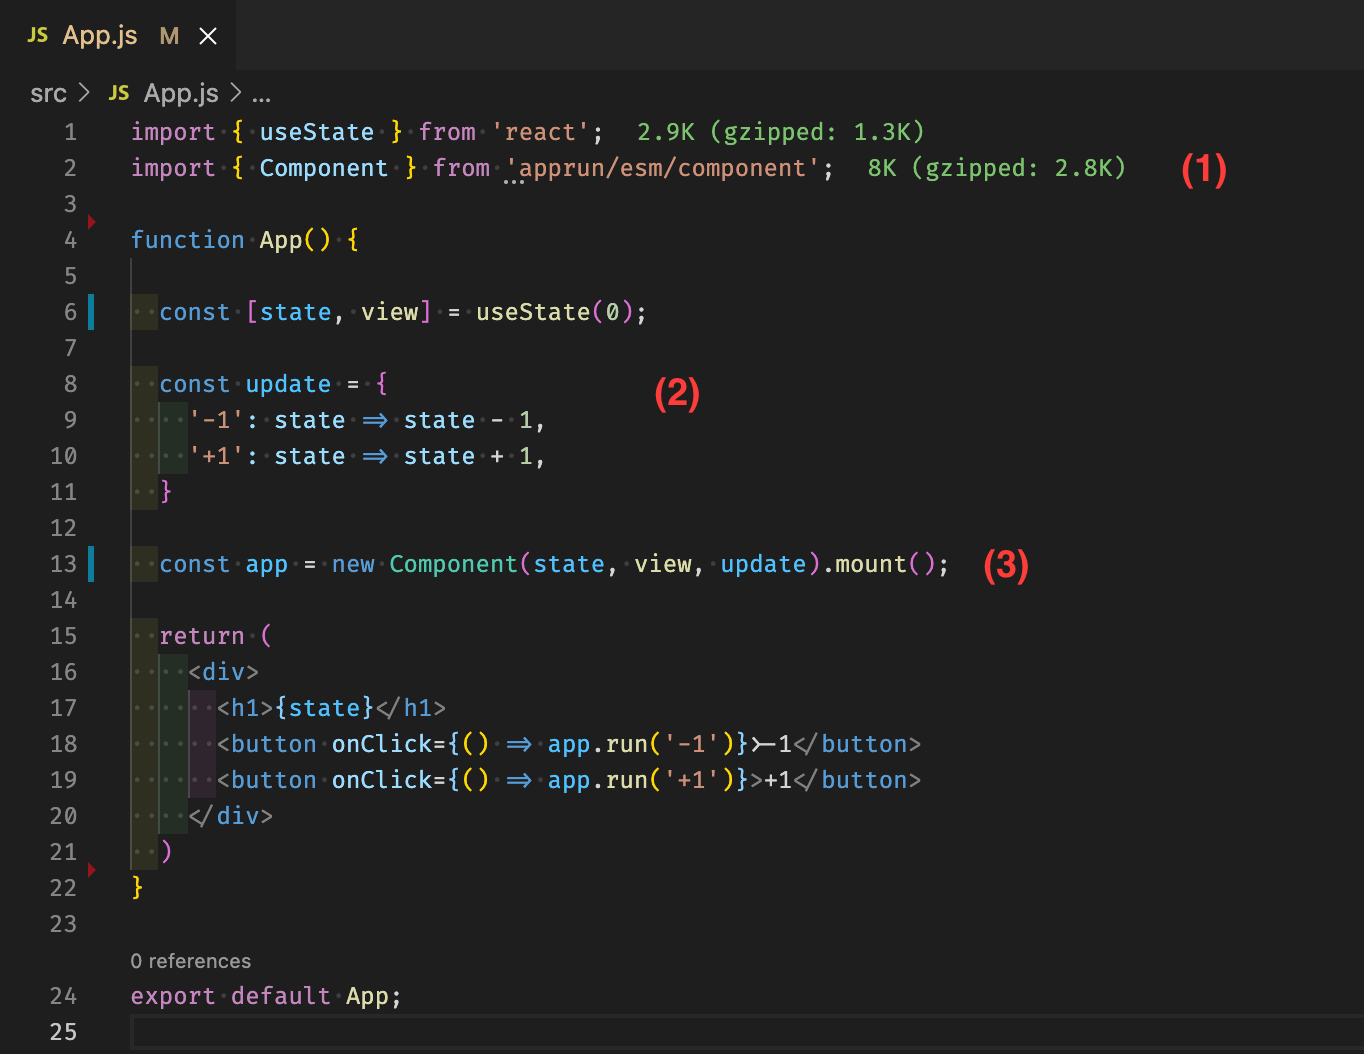 JS App.js M
src > JS App.js > ...
1 import { useState } from 'react'; 2.9K (gzipped: 1.3K)
2 import { Component } from 'apprun/esm/component'; 8K (gzipped: 2.8K) (1)
3
4 function App() {
5
6 const [state, view] = useState(0);
7
8 const update = { (2)
9 '-1': state => state - 1,
10 '+1': state => state + 1,
11 }
12
13 const app = new Component(state, view, update).mount(); (3)
14
15 return (
16 <div>
17 <h1>{state}</h1>
18 <button onClick={() => app.run('-1')}>-1</button>
19 <button onClick={() => app.run('+1')}>+1</button>
20 </div>
21 )
22 }
23
0 references
24 export default App;
25